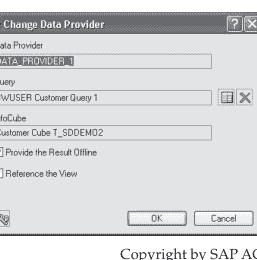 Change Data Provider
ata Provider
DATA_PROVIDER_1
uery
WUSER Customer Query 1
foCube
ustomer Cube T_SDDEMO2
Provide the Result Offline
Reference the View
OK Cancel
Copyright by SAP AG